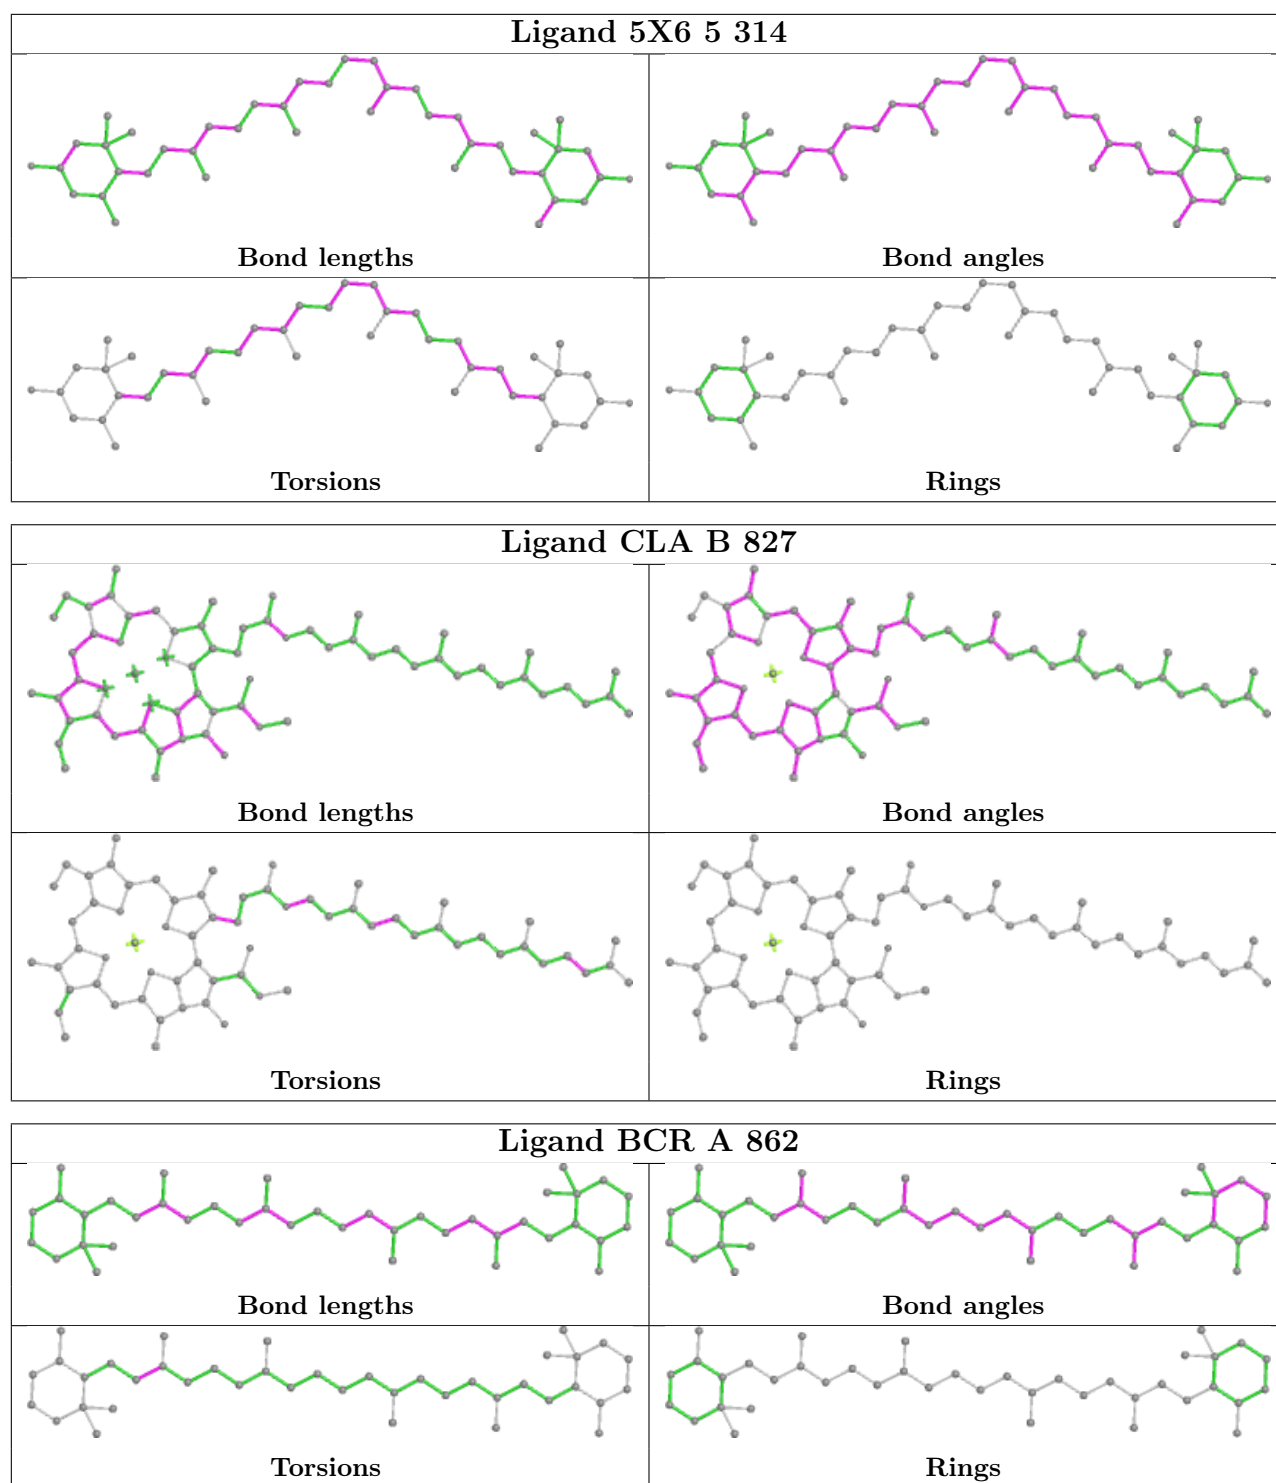 Ligand 5X6 5 314
Bond lengths
Bond angles
Torsions
Rings
Ligand CLA B 827
Bond lengths
Bond angles
Torsions
Rings
Ligand BCR A 862
Bond lengths
Bond angles
Torsions
Rings